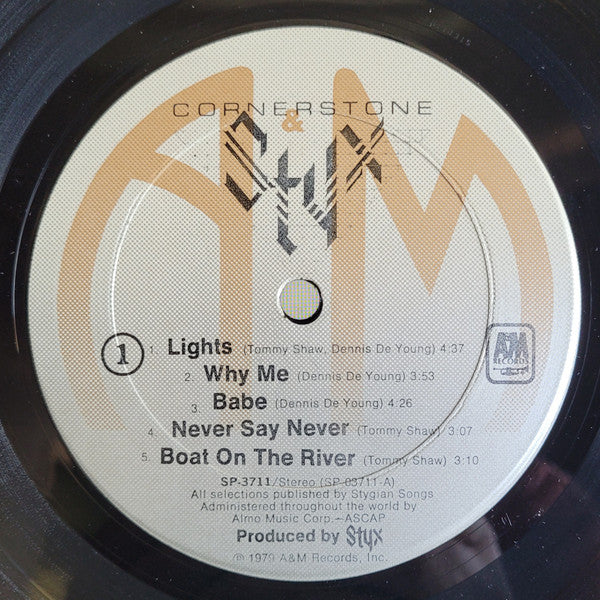 CORNERSTONE
A&M
Styx
1
1. Lights (Tommy Shaw, Dennis De Young) 4:37
2. Why Me (Dennis De Young) 3:53
3. Babe (Dennis De Young) 4:26
4. Never Say Never (Tommy Shaw) 3:07
5. Boat On The River (Tommy Shaw) 3:10
A&M
RECORDS
SP-3711/Stereo (SP-03711-A)
All selections published by Stygian Songs
Administered throughout the world by
Almo Music Corp.-ASCAP
Produced by Styx
℗ 1979 A&M Records, Inc.